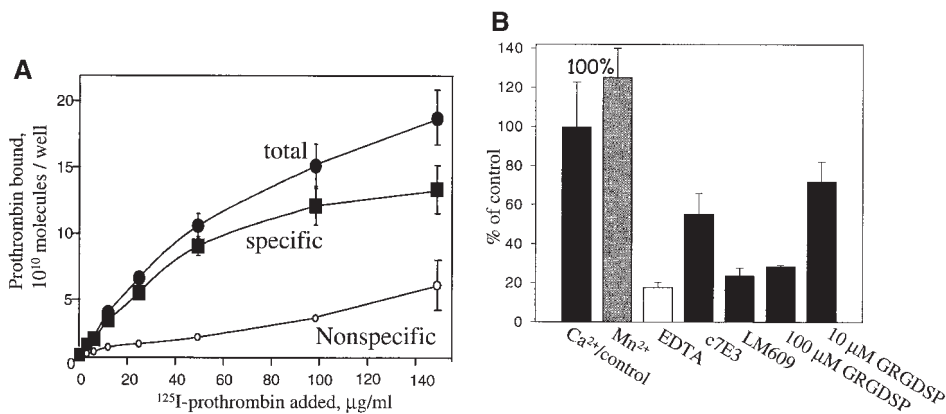 A
Prothrombin bound,
10¹⁰ molecules / well
20
15
10
5
0
total
specific
Nonspecific
0 20 40 60 80 100 120 140
¹²⁵I-prothrombin added, µg/ml
B
% of control
140
120
100
80
60
40
20
0
100%
Ca²⁺/control
Mn²⁺
EDTA
c7E3
LM609
100 µM GRGDSP
10 µM GRGDSP